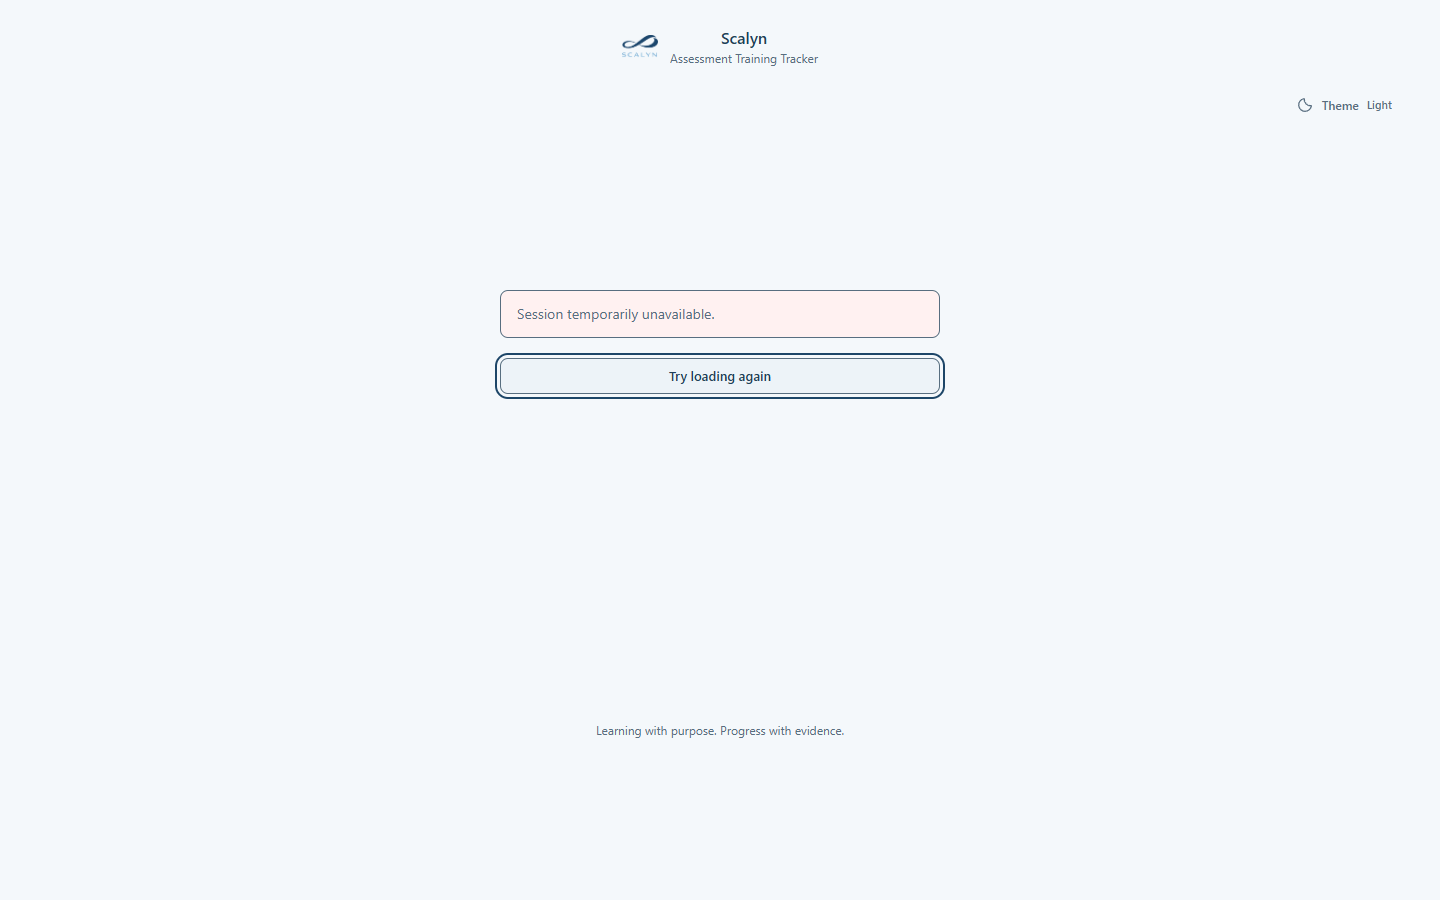 Scalyn
SCALYN
Assessment Training Tracker
Theme Light
Session temporarily unavailable.
Try loading again
Learning with purpose. Progress with evidence.